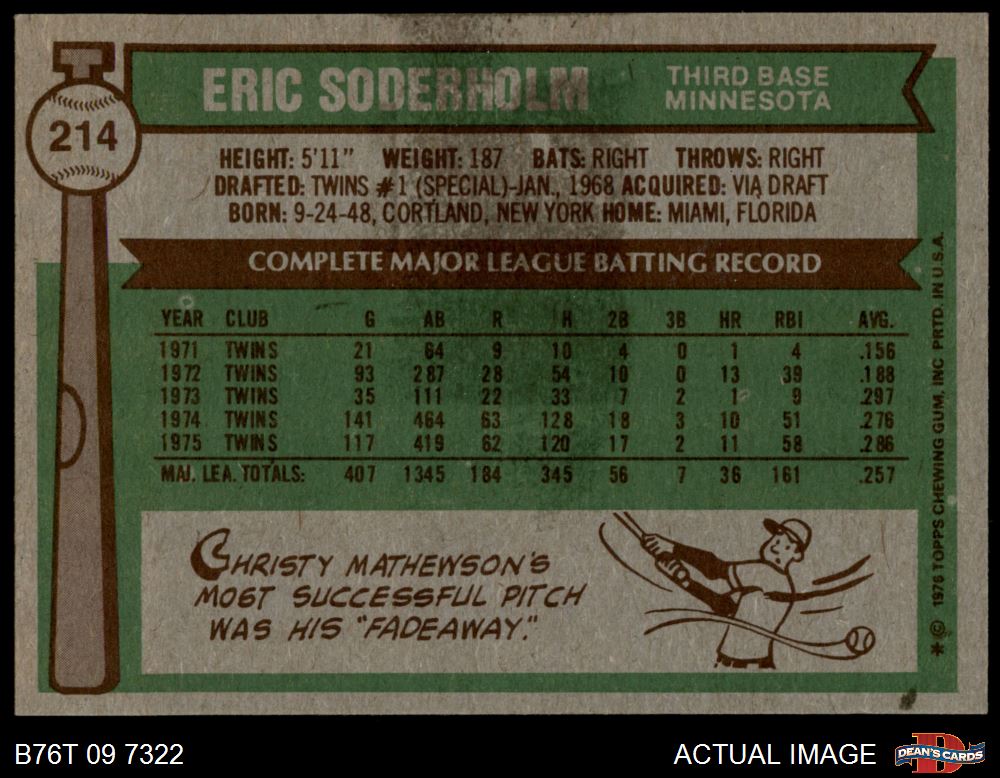 214
ERIC SODERHOLM
THIRD BASE
MINNESOTA
HEIGHT: 5'11" WEIGHT: 187 BATS: RIGHT THROWS: RIGHT
DRAFTED: TWINS #1 (SPECIAL)-JAN., 1968 ACQUIRED: VIA DRAFT
BORN: 9-24-48, CORTLAND, NEW YORK HOME: MIAMI, FLORIDA
COMPLETE MAJOR LEAGUE BATTING RECORD
YEAR CLUB G AB R H 2B 3B HR RBI AVG.
1971 TWINS 21 64 9 10 4 0 1 4 .156
1972 TWINS 93 287 28 54 10 0 13 39 .188
1973 TWINS 35 111 22 33 7 2 1 9 .297
1974 TWINS 141 464 63 128 18 3 10 51 .276
1975 TWINS 117 419 62 120 17 2 11 58 .286
MAJ. LEA. TOTALS: 407 1345 184 345 56 7 36 161 .257
CHRISTY MATHEWSON'S
MOST SUCCESSFUL PITCH
WAS HIS "FADEAWAY."
* © 1976 TOPPS CHEWING GUM, INC PRTD. IN U.S.A.
B76T 09 7322
ACTUAL IMAGE
DEAN'S CARDS